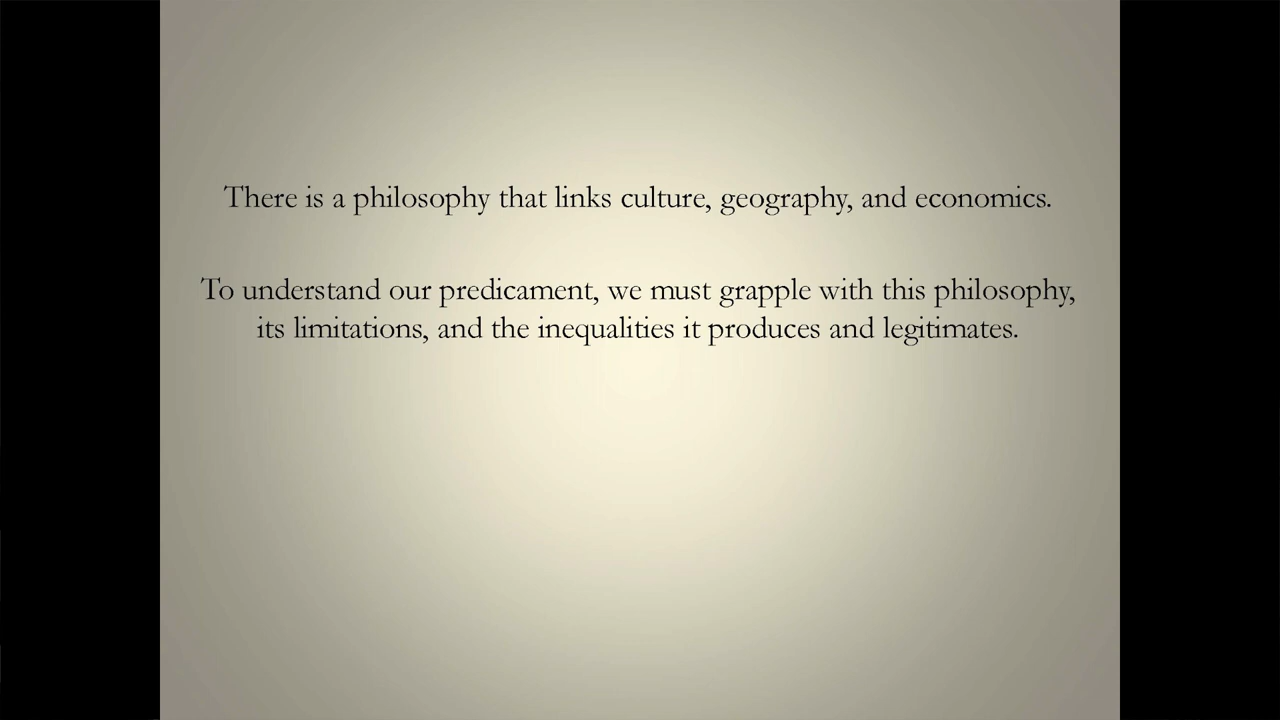 There is a philosophy that links culture, geography, and economics.
To understand our predicament, we must grapple with this philosophy,
its limitations, and the inequalities it produces and legitimates.